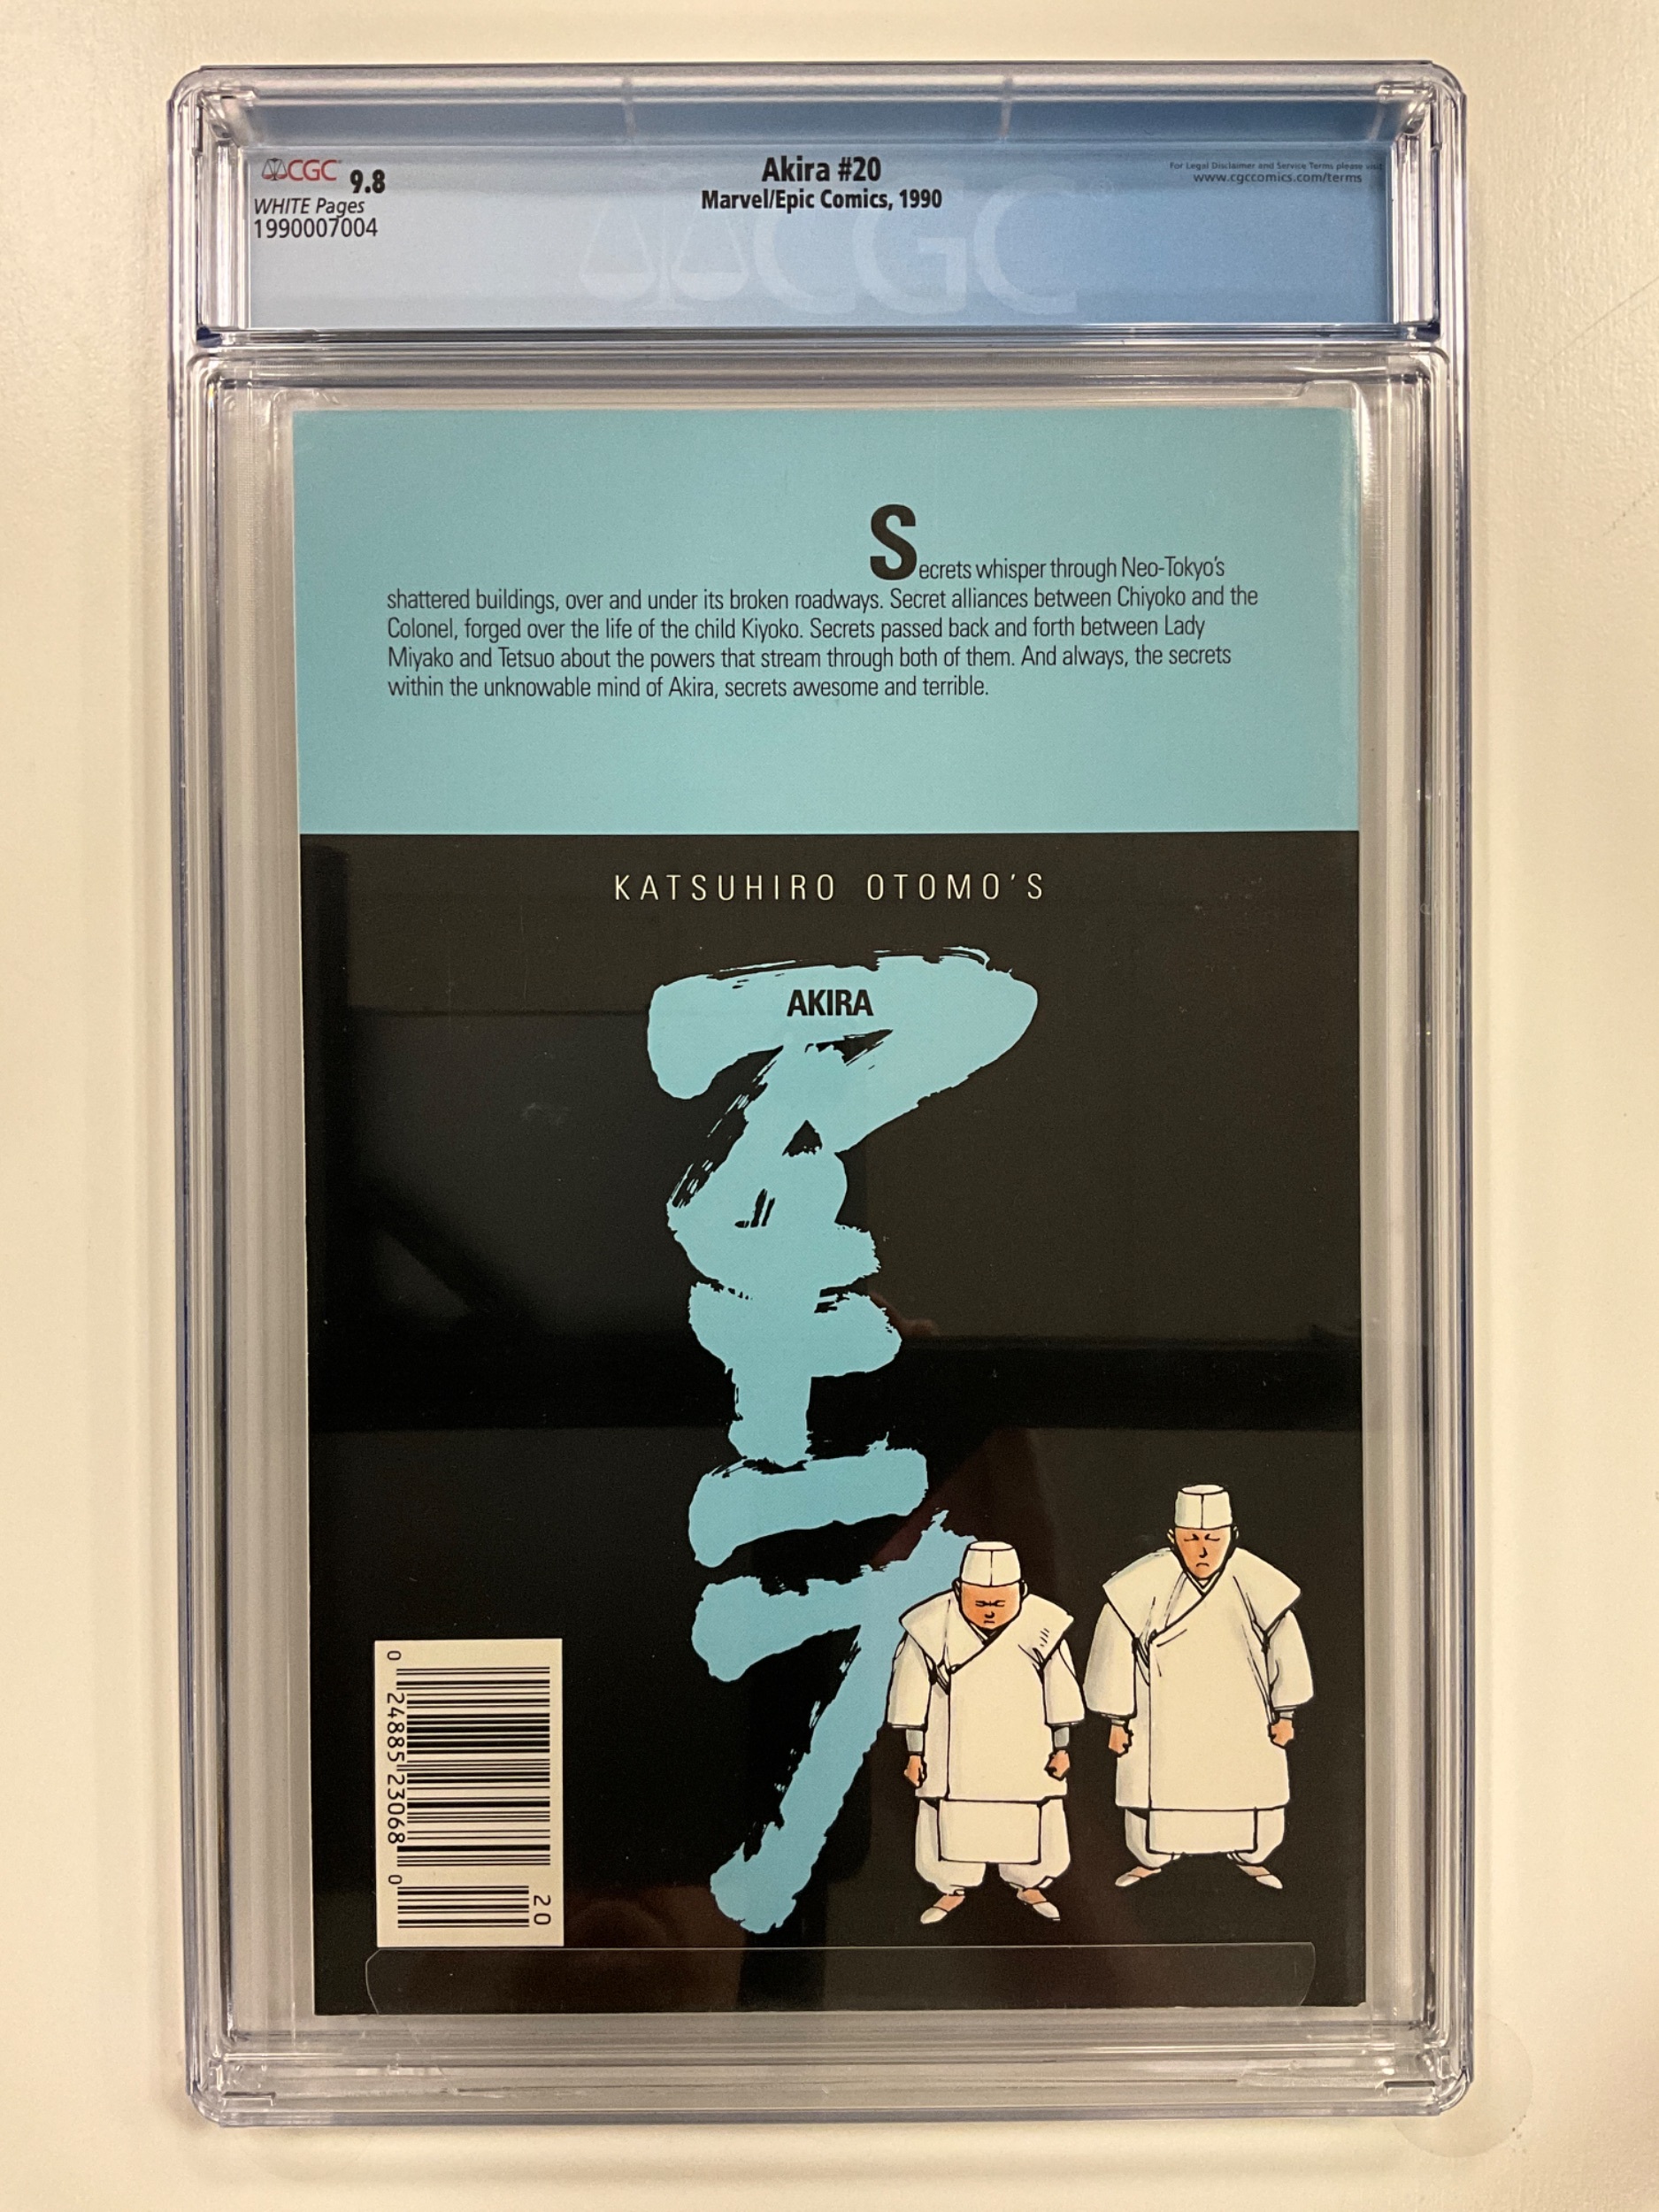 CGC 9.8
WHITE Pages
1990007004
Akira #20
Marvel/Epic Comics, 1990
For Legal Disclaimer and Service Terms please visit
www.cgccomics.com/terms
CGC
Secrets whisper through Neo-Tokyo's
shattered buildings, over and under its broken roadways. Secret alliances between Chiyoko and the
Colonel, forged over the life of the child Kiyoko. Secrets passed back and forth between Lady
Miyako and Tetsuo about the powers that stream through both of them. And always, the secrets
within the unknowable mind of Akira, secrets awesome and terrible.
KATSUHIRO OTOMO'S
AKIRA
アキラ
0 24885 23068 0
20